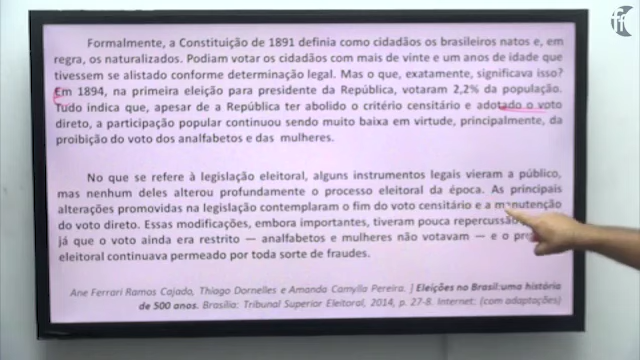 Formalmente, a Constituição de 1891 definia como cidadãos os brasileiros natos e, em
regra, os naturalizados. Podiam votar os cidadãos com mais de vinte e um anos de idade que
tivessem se alistado conforme determinação legal. Mas o que, exatamente, significava isso?
Em 1894, na primeira eleição para presidente da República, votaram 2,2% da população.
Tudo indica que, apesar de a República ter abolido o critério censitário e adotado o voto
direto, a participação popular continuou sendo muito baixa em virtude, principalmente, da
proibição do voto dos analfabetos e das mulheres.
No que se refere à legislação eleitoral, alguns instrumentos legais vieram a público,
mas nenhum deles alterou profundamente o processo eleitoral da época. As principais
alterações promovidas na legislação contemplaram o fim do voto censitário e a manutenção
do voto direto. Essas modificações, embora importantes, tiveram pouca repercussão
já que o voto ainda era restrito — analfabetos e mulheres não votavam — e o
eleitoral continuava permeado por toda sorte de fraudes.
Ane Ferrari Ramos Cajado, Thiago Dornelles e Amanda Camylla Pereira. | Eleições no Brasil:uma história
de 500 anos. Brasília: Tribunal Superior Eleitoral, 2014, p. 27-8. Internet: (com adaptações)